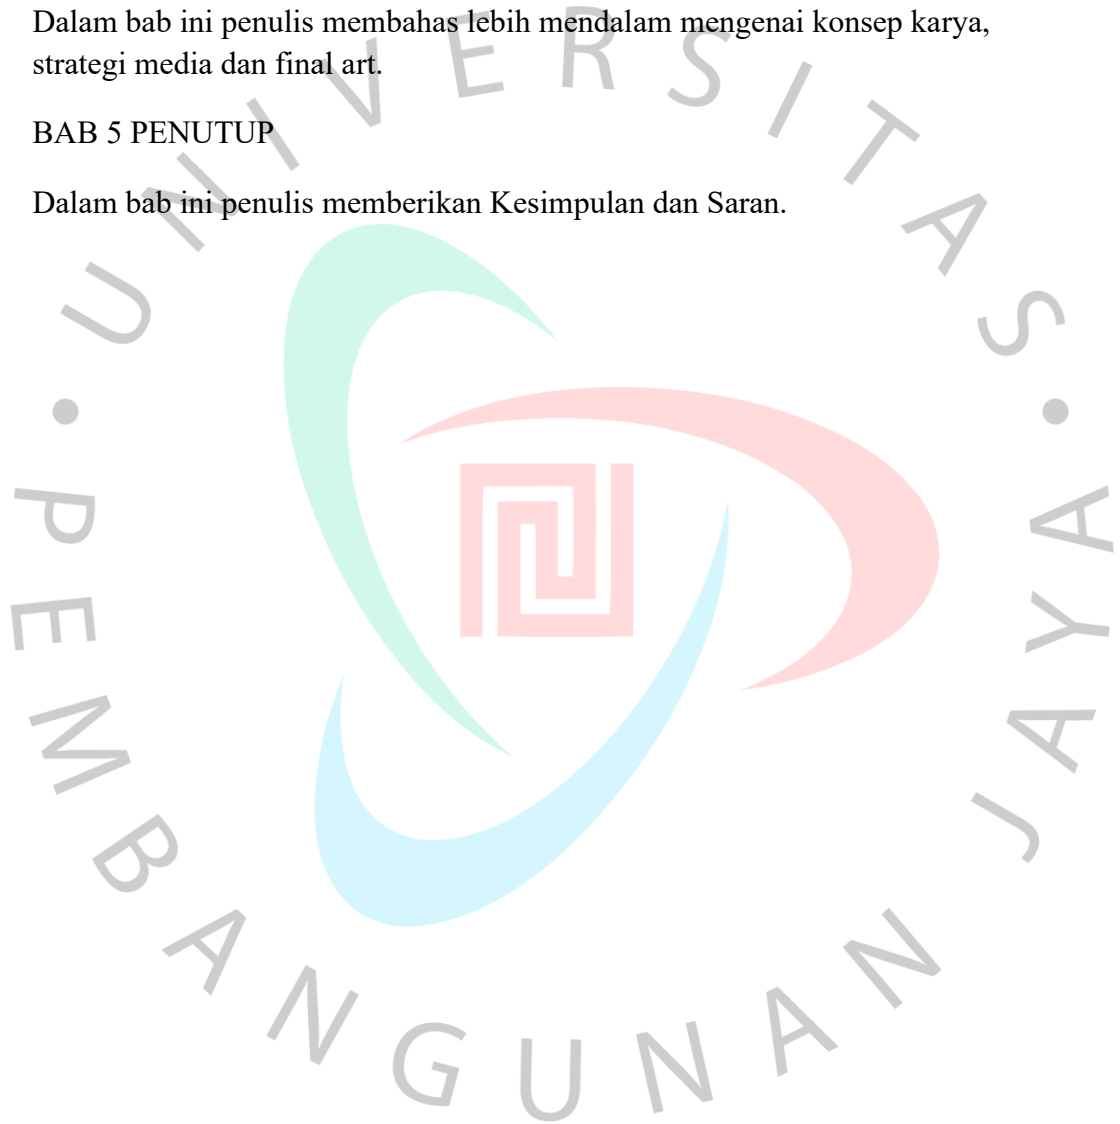 Dalam bab ini penulis membahas lebih mendalam mengenai konsep karya,
strategi media dan final art.
BAB 5 PENUTUP
Dalam bab ini penulis memberikan Kesimpulan dan Saran.
UNIVERSITAS • PEMBANGUNAN JAYA •